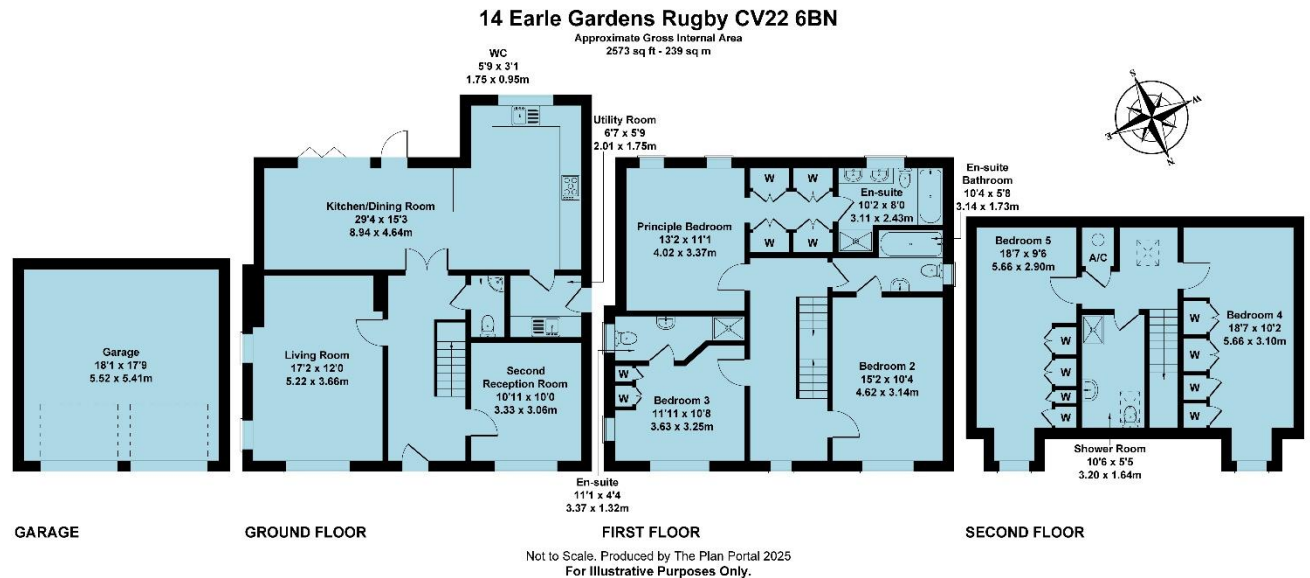 14 Earle Gardens Rugby CV22 6BN
Approximate Gross Internal Area
2573 sq ft - 239 sq m
WC
5'9 x 3'1
1.75 x 0.95m
Utility Room
6'7 x 5'9
2.01 x 1.75m
Kitchen/Dining Room
29'4 x 15'3
8.94 x 4.64m
Garage
18'1 x 17'9
5.52 x 5.41m
Living Room
17'2 x 12'0
5.22 x 3.66m
Second
Reception Room
10'11 x 10'0
3.33 x 3.06m
Principle Bedroom
13'2 x 11'1
4.02 x 3.37m
W
W
W
W
En-suite
10'2 x 8'0
3.11 x 2.43m
En-suite
Bathroom
10'4 x 5'8
3.14 x 1.73m
W
W
Bedroom 3
11'11 x 10'8
3.63 x 3.25m
Bedroom 2
15'2 x 10'4
4.62 x 3.14m
En-suite
11'1 x 4'4
3.37 x 1.32m
S
W
E
N
Bedroom 5
18'7 x 9'6
5.66 x 2.90m
A/C
W
W
W
W
W
W
W
W
Bedroom 4
18'7 x 10'2
5.66 x 3.10m
Shower Room
10'6 x 5'5
3.20 x 1.64m
GARAGE
GROUND FLOOR
FIRST FLOOR
SECOND FLOOR
Not to Scale. Produced by The Plan Portal 2025
For Illustrative Purposes Only.